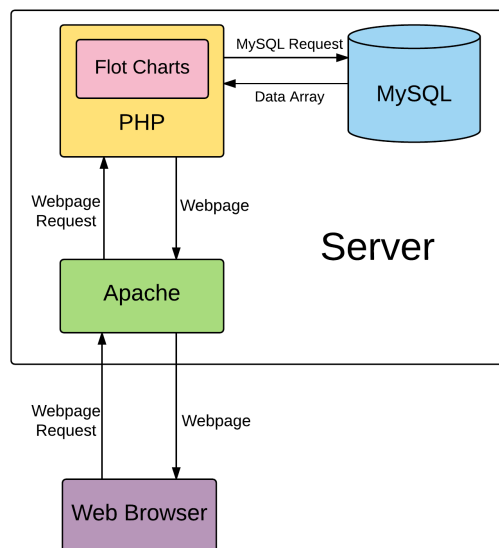 Flot Charts
PHP
MySQL Request
Data Array
MySQL
Webpage
Request
Webpage
Server
Apache
Webpage
Request
Webpage
Web Browser